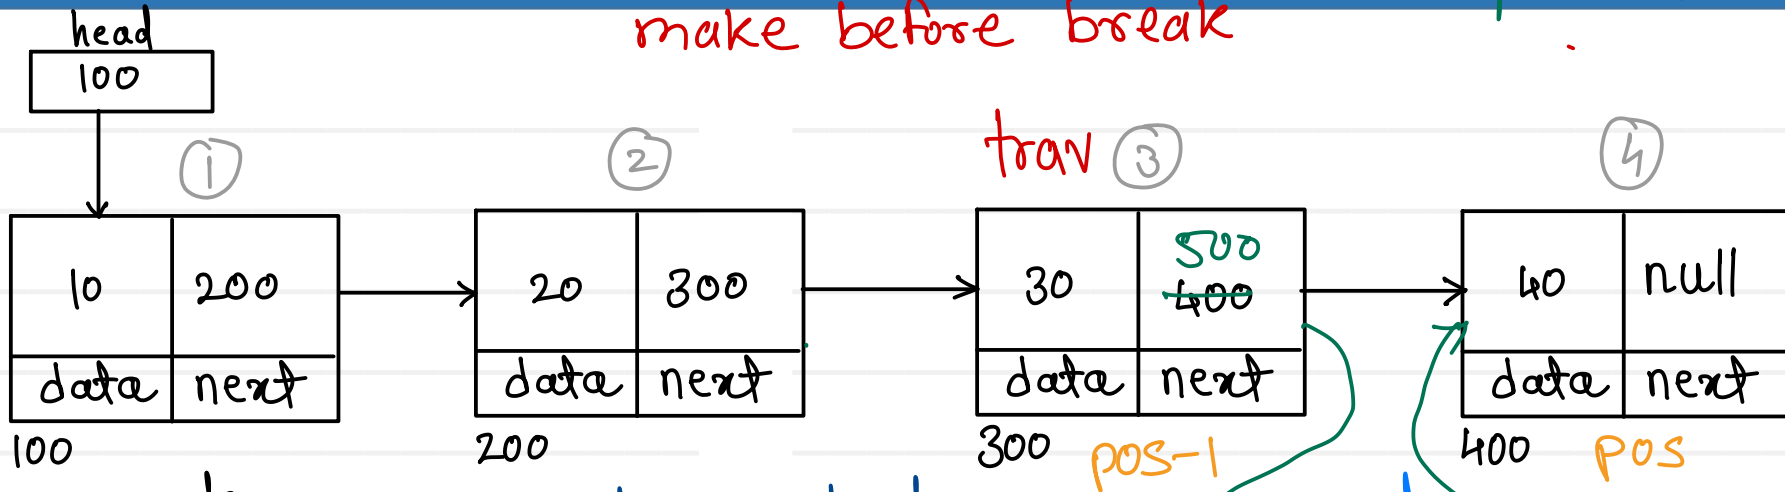 head
make before break
100
trav 3
1 2 4
500
10 200 20 300 30 400 40 null
data next data next data next data next
100 200 300 pos-1 400 pos